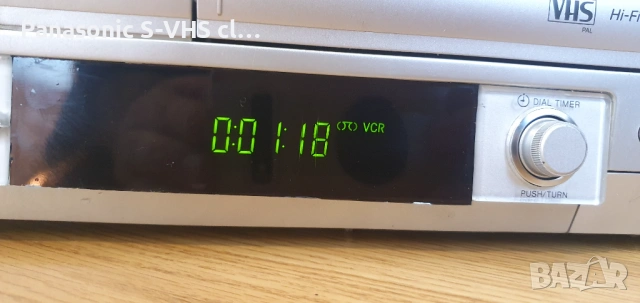 Panasonic S-VHS cl...
VHS
PAL
Hi-Fi
DIAL TIMER
0:01:18 VCR
PUSH/TURN
BAZAR